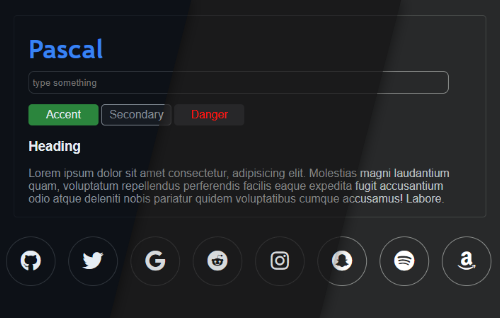 Pascal
type something
Accent Secondary Danger
Heading
Lorem ipsum dolor sit amet consectetur, adipisicing elit. Molestias magni laudantium
quam, voluptatum repellendus perferendis facilis eaque expedita fugit accusantium
odio atque deleniti nobis pariatur quidem voluptatibus cumque accusamus! Labore.